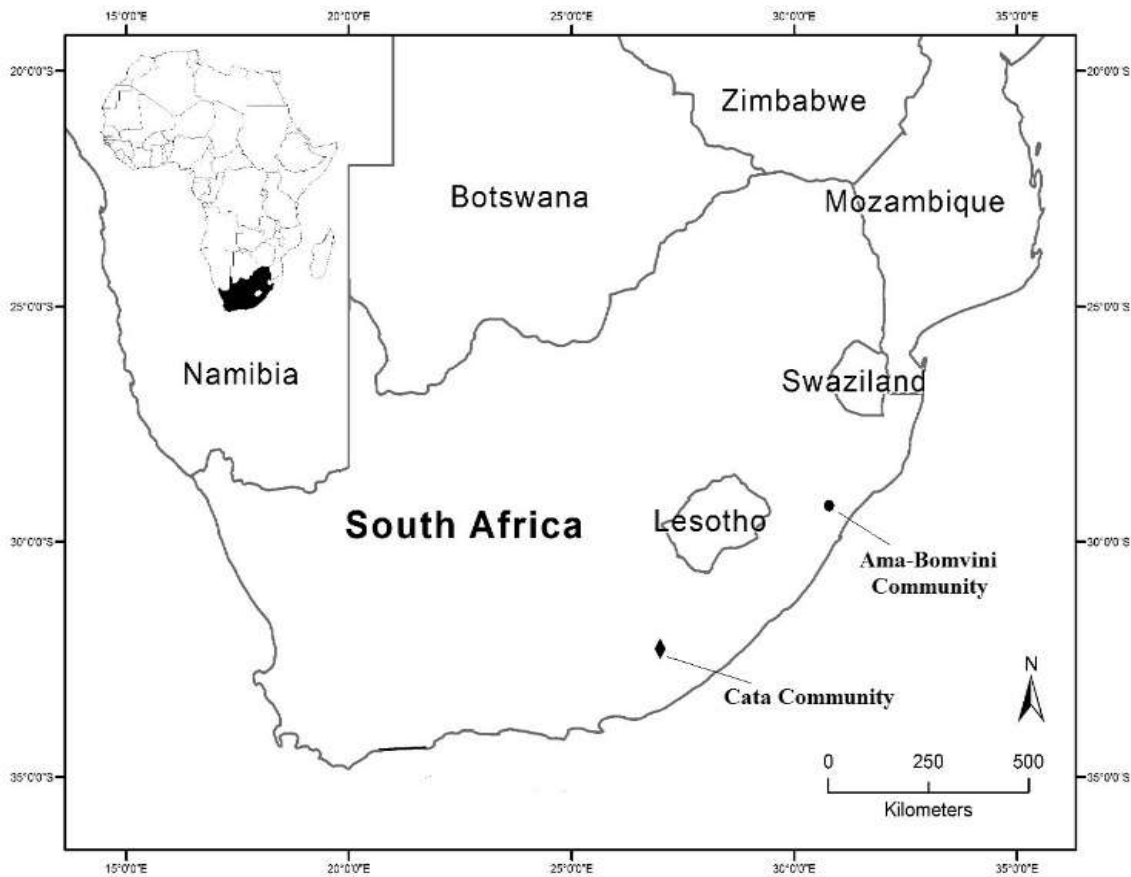 15°0'0"E 20°0'0"E 25°0'0"E 30°0'0"E 35°0'0"E
20°0'0"S 20°0'0"S
Zimbabwe
Botswana
Mozambique
25°0'0"S 25°0'0"S
Namibia
Swaziland
South Africa
Lesotho
30°0'0"S 30°0'0"S
Ama-Bomvini
Community
Cata Community
N
0 250 500
Kilometers
35°0'0"S 35°0'0"S
15°0'0"E 20°0'0"E 25°0'0"E 30°0'0"E 35°0'0"E